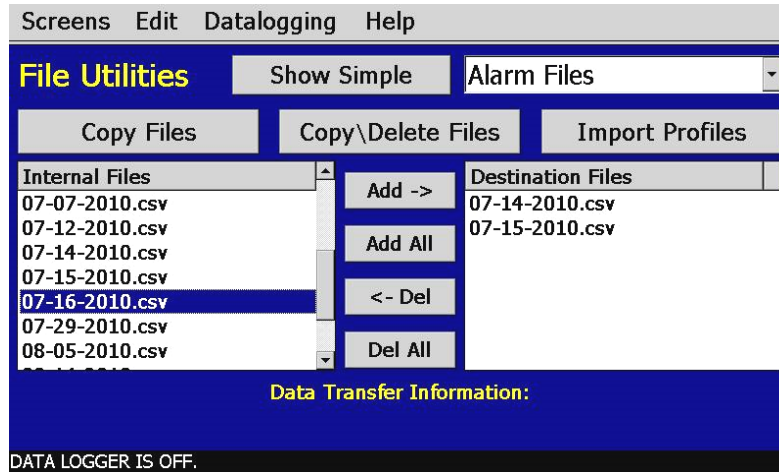 Screens Edit Datalogging Help
File Utilities Show Simple Alarm Files
Copy Files Copy\Delete Files Import Profiles
Internal Files
07-07-2010.csv
07-12-2010.csv
07-14-2010.csv
07-15-2010.csv
07-16-2010.csv
07-29-2010.csv
08-05-2010.csv
Add ->
Add All
<- Del
Del All
Destination Files
07-14-2010.csv
07-15-2010.csv
Data Transfer Information:
DATA LOGGER IS OFF.